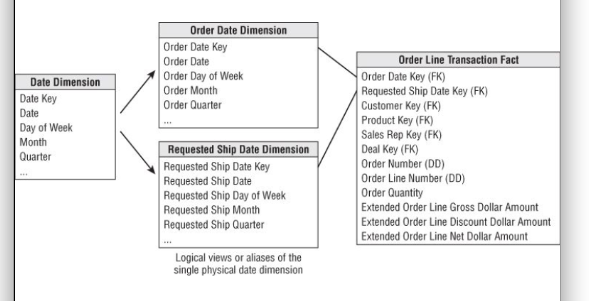 Date Dimension
Date Key
Date
Day of Week
Month
Quarter
...
Order Date Dimension
Order Date Key
Order Date
Order Day of Week
Order Month
Order Quarter
...
Requested Ship Date Dimension
Requested Ship Date Key
Requested Ship Date
Requested Ship Day of Week
Requested Ship Month
Requested Ship Quarter
...
Logical views or aliases of the
single physical date dimension
Order Line Transaction Fact
Order Date Key (FK)
Requested Ship Date Key (FK)
Customer Key (FK)
Product Key (FK)
Sales Rep Key (FK)
Deal Key (FK)
Order Number (DD)
Order Line Number (DD)
Order Quantity
Extended Order Line Gross Dollar Amount
Extended Order Line Discount Dollar Amount
Extended Order Line Net Dollar Amount